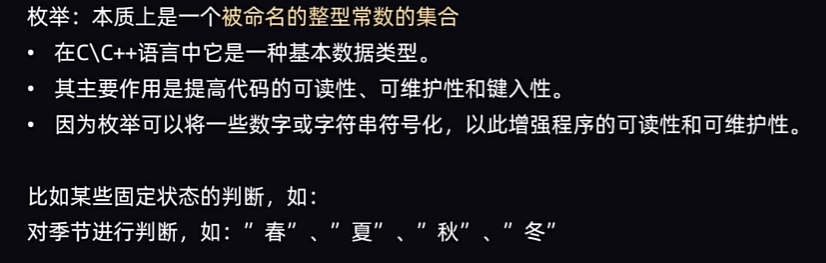 枚举：本质上是一个被命名的整型常数的集合
• 在C\C++语言中它是一种基本数据类型。
• 其主要作用是提高代码的可读性、可维护性和键入性。
• 因为枚举可以将一些数字或字符串符号化，以此增强程序的可读性和可维护性。
比如某些固定状态的判断，如：
对季节进行判断，如：”春”、”夏”、”秋”、”冬”